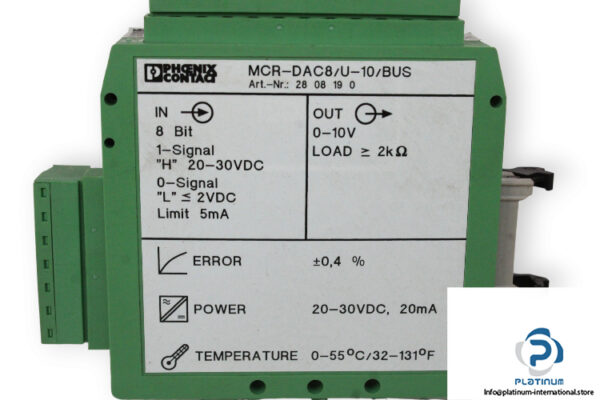 PHŒNIX
CONTACT
MCR-DAC8/U-10/BUS
Art.-Nr.: 28 08 19 0
IN
8 Bit
1-Signal
"H" 20-30VDC
0-Signal
"L" ≤ 2VDC
Limit 5mA
OUT
0-10V
LOAD ≥ 2kΩ
ERROR ±0,4 %
POWER 20-30VDC, 20mA
TEMPERATURE 0-55°C/32-131°F
PLATINUM
Info@platinum-international.store